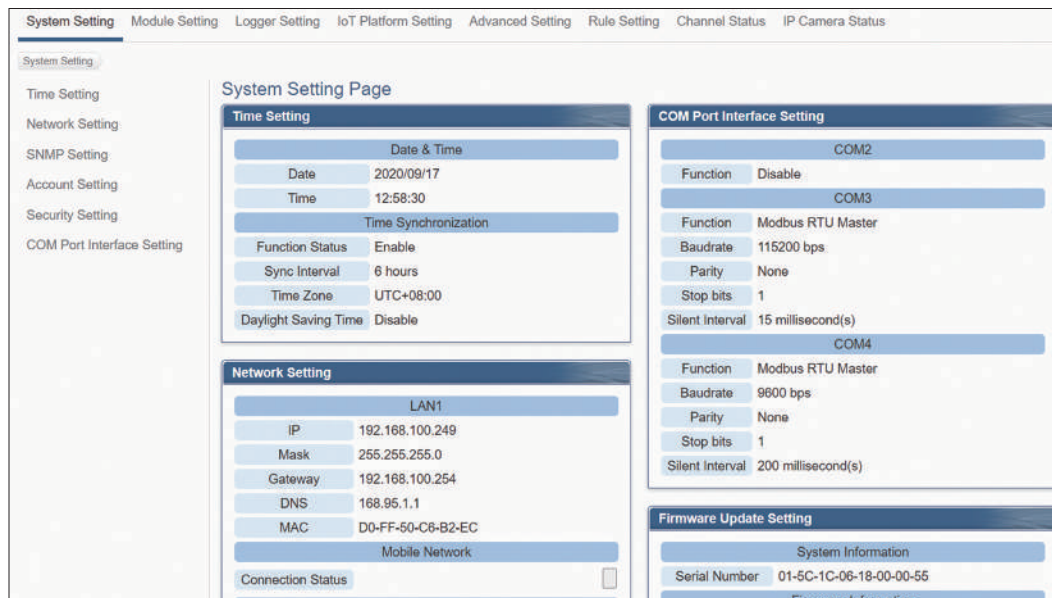 System Setting Module Setting Logger Setting IoT Platform Setting Advanced Setting Rule Setting Channel Status IP Camera Status
System Setting
Time Setting
Network Setting
SNMP Setting
Account Setting
Security Setting
COM Port Interface Setting
System Setting Page
Time Setting
Date & Time
Date 2020/09/17
Time 12:58:30
Time Synchronization
Function Status Enable
Sync Interval 6 hours
Time Zone UTC+08:00
Daylight Saving Time Disable
Network Setting
LAN1
IP 192.168.100.249
Mask 255.255.255.0
Gateway 192.168.100.254
DNS 168.95.1.1
MAC D0-FF-50-C6-B2-EC
Mobile Network
Connection Status
COM Port Interface Setting
COM2
Function Disable
COM3
Function Modbus RTU Master
Baudrate 115200 bps
Parity None
Stop bits 1
Silent Interval 15 millisecond(s)
COM4
Function Modbus RTU Master
Baudrate 9600 bps
Parity None
Stop bits 1
Silent Interval 200 millisecond(s)
Firmware Update Setting
System Information
Serial Number 01-5C-1C-06-18-00-00-55